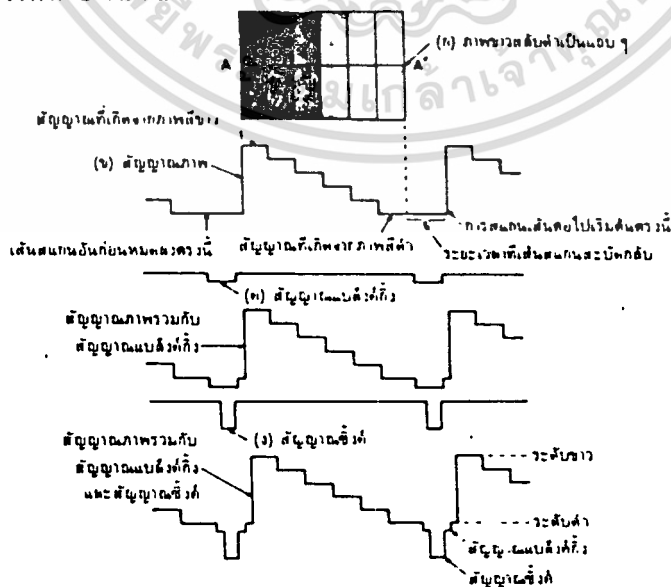 A
A'
(ก) ภาพขาวสลับดำเป็นแถบ ๆ
สัญญาณที่เกิดจากภาพสีขาว
(ข) สัญญาณภาพ
การสแกนเส้นต่อไปเริ่มต้นตรงนี้
เส้นสแกนอันก่อนหมดลงตรงนี้
สัญญาณที่เกิดจากภาพสีดำ
ระยะเวลาที่เส้นสแกนสะบัดกลับ
(ค) สัญญาณแบล็งค์กิ้ง
สัญญาณภาพรวมกับ
สัญญาณแบล็งค์กิ้ง
(ง) สัญญาณซิ้งค์
สัญญาณภาพรวมกับ
สัญญาณแบล็งค์กิ้ง
และสัญญาณซิ้งค์
ระดับขาว
ระดับดำ
สัญญาณแบล็งค์กิ้ง
สัญญาณซิ้งค์